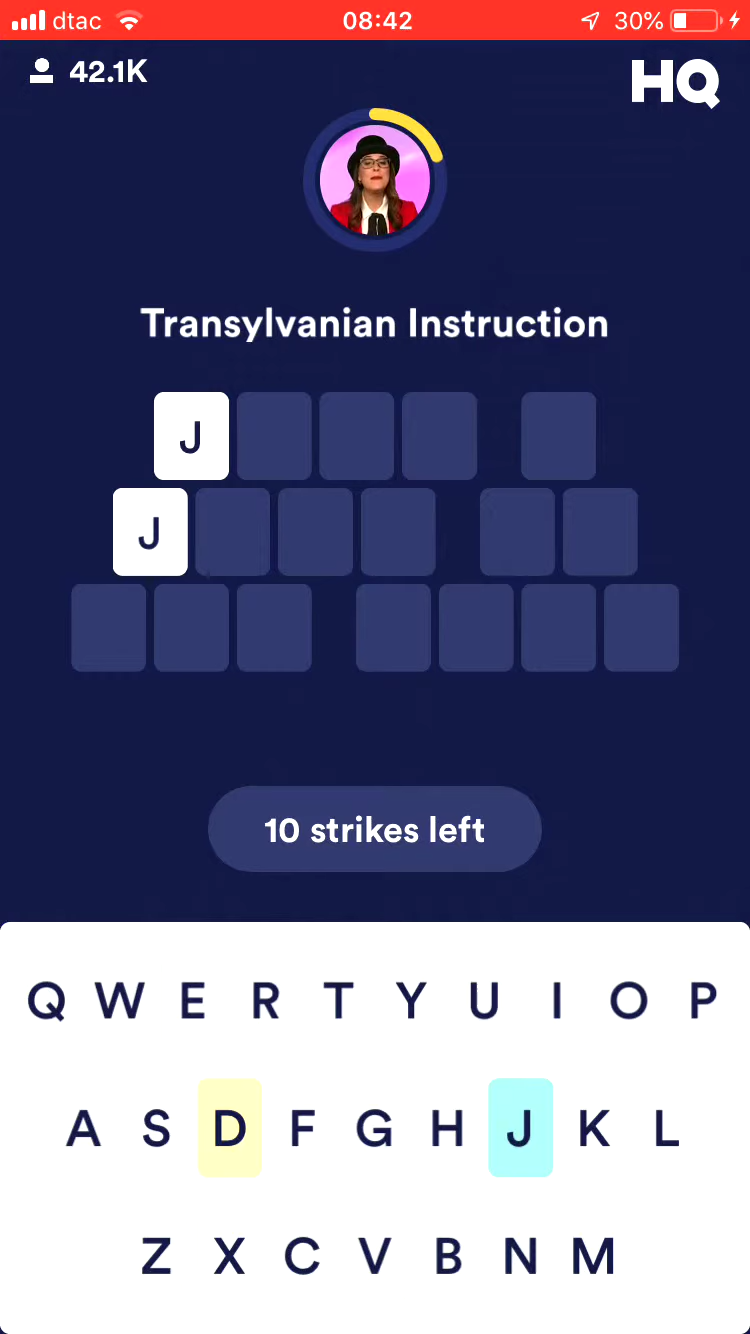 dtac 08:42 30%
42.1K HQ
Transylvanian Instruction
J
J
10 strikes left
Q W E R T Y U I O P
A S D F G H J K L
Z X C V B N M